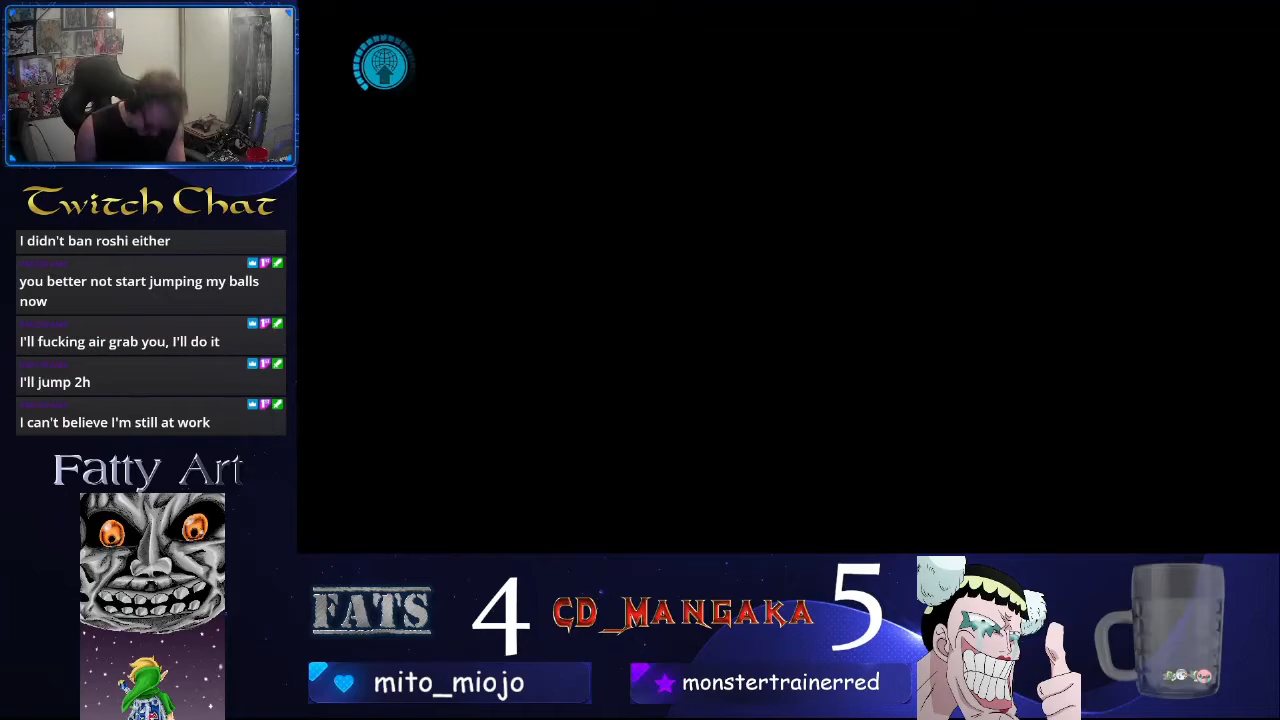 Twitch Chat
I didn't ban roshi either
you better not start jumping my balls
now
I'll fucking air grab you, I'll do it
I'll jump 2h
I can't believe I'm still at work
Fatty Art
FATS 4 CD_MANGAKA 5
mito_miojo
monstertrainerred